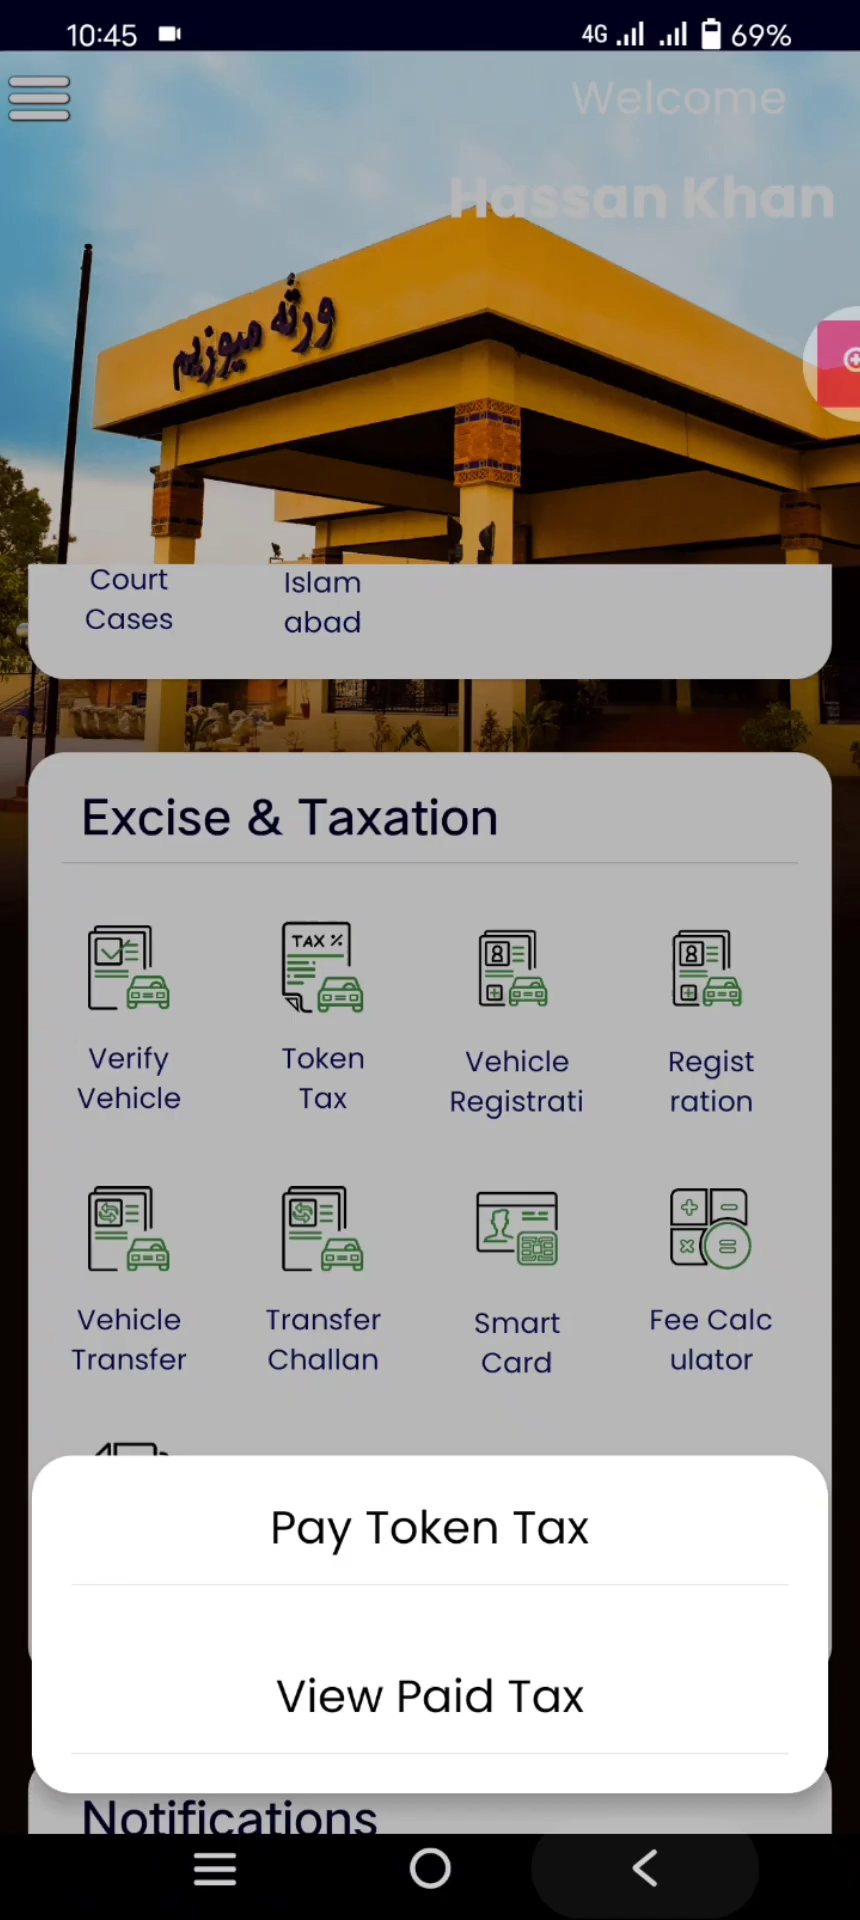 10:45
4G
69%
Welcome
Hassan Khan
ورثہ میوزیم
Court
Cases
Islam
abad
Excise & Taxation
TAX %
Verify
Vehicle
Token
Tax
Vehicle
Registrati
Regist
ration
Vehicle
Transfer
Transfer
Challan
Smart
Card
Fee Calc
ulator
Pay Token Tax
View Paid Tax
Notifications